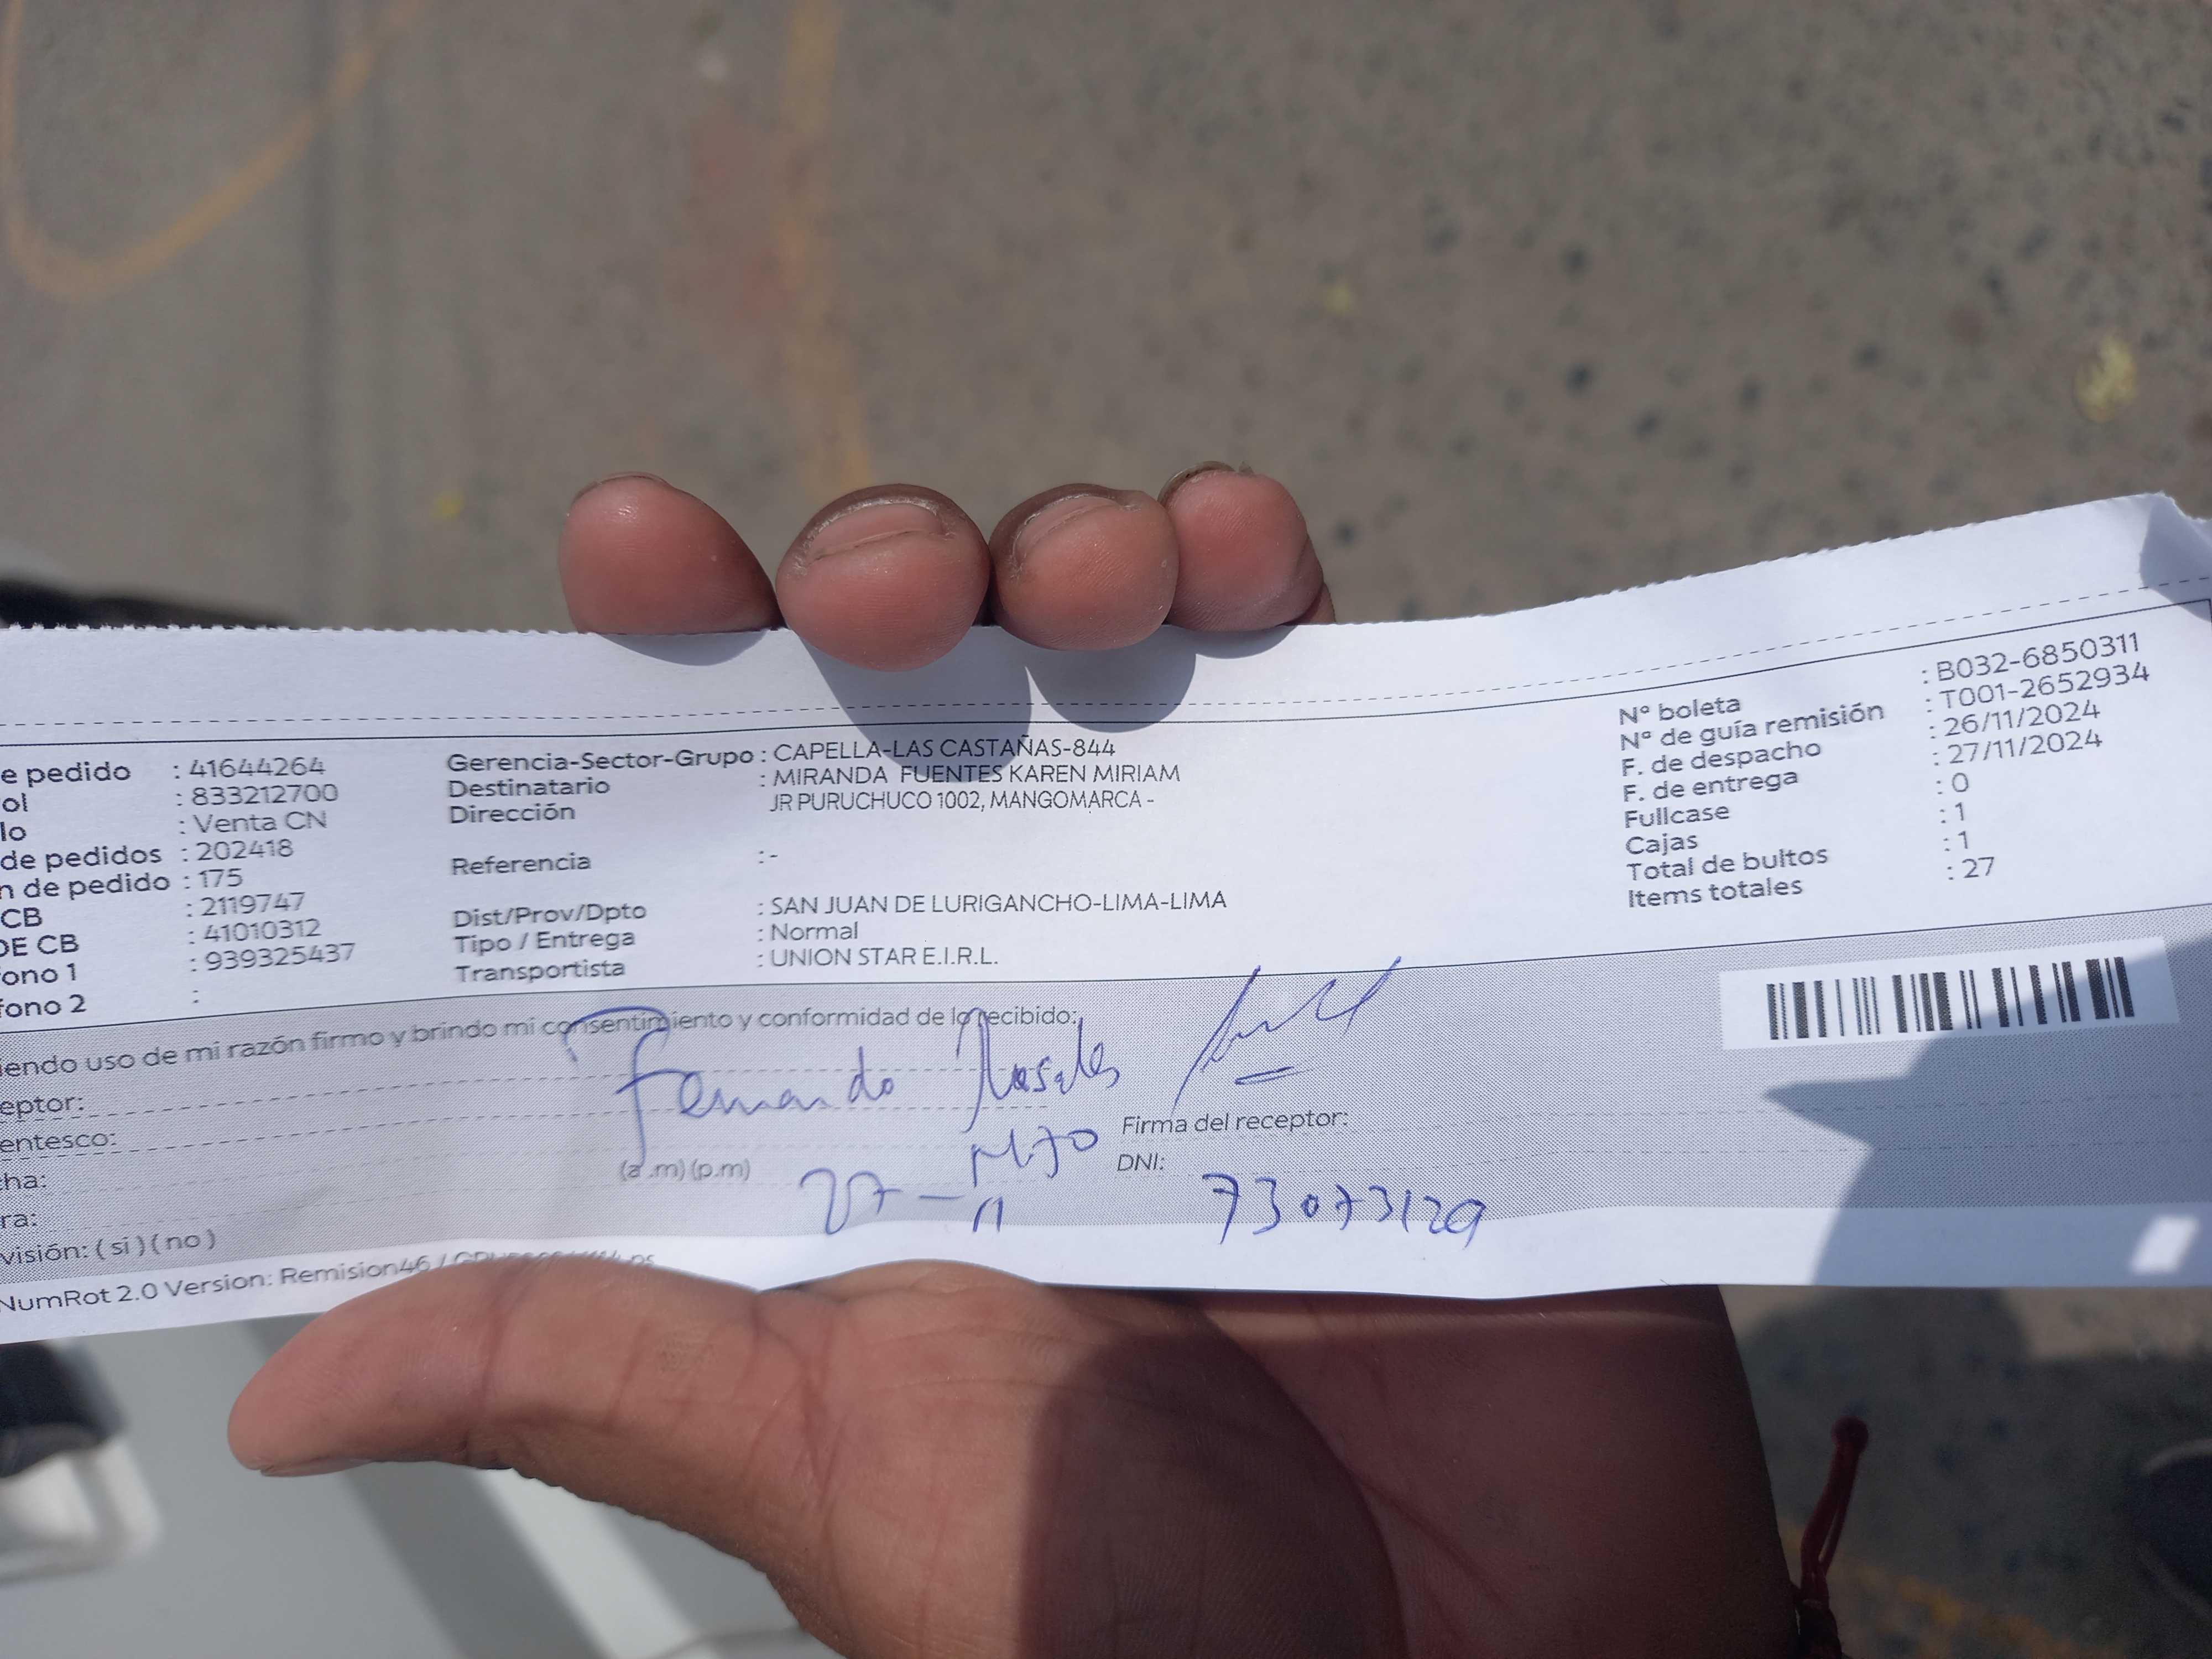 e pedido : 41644264
ol : 833212700
lo : Venta CN
de pedidos : 202418
n de pedido : 175
CB : 2119747
DE CB : 41010312
ono 1 : 939325437
fono 2 :
Gerencia-Sector-Grupo : CAPELLA-LAS CASTAÑAS-844
Destinatario : MIRANDA FUENTES KAREN MIRIAM
Dirección JR PURUCHUCO 1002, MANGOMARCA -
Referencia : -
Dist/Prov/Dpto : SAN JUAN DE LURIGANCHO-LIMA-LIMA
Tipo / Entrega : Normal
Transportista : UNION STAR E.I.R.L.
Nº boleta : B032-6850311
Nº de guía remisión : T001-2652934
F. de despacho : 26/11/2024
F. de entrega : 27/11/2024
Fullcase : 0
Cajas : 1
Total de bultos : 1
Items totales : 27
iendo uso de mi razón firmo y brindo mi consentimiento y conformidad de lo recibido:
eptor: Fernando Rosales
entesco:
Firma del receptor:
cha:
(a.m) (p.m)
27-11
DNI: 73073129
ra:
visión: ( si ) ( no )
NumRot 2.0 Version: Remision46 /